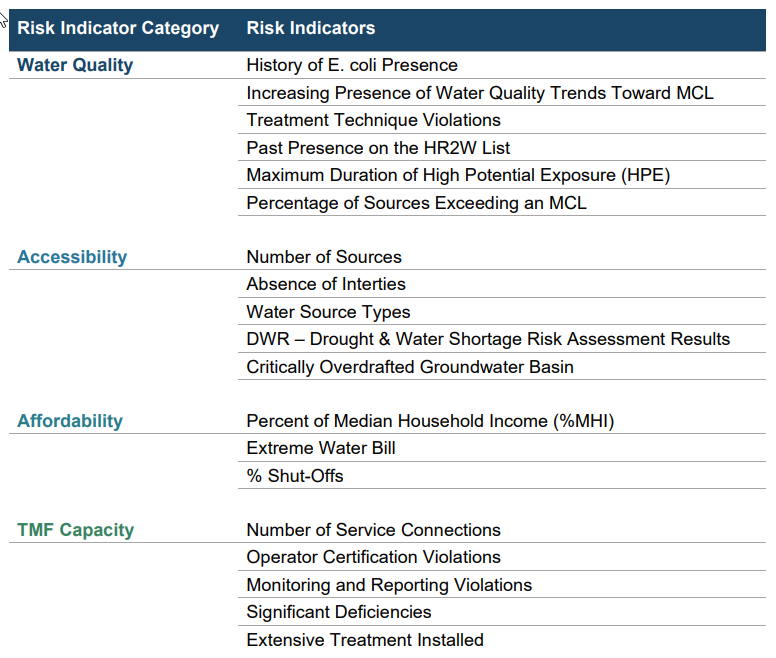 Risk Indicator Category Risk Indicators
Water Quality History of E. coli Presence
Increasing Presence of Water Quality Trends Toward MCL
Treatment Technique Violations
Past Presence on the HR2W List
Maximum Duration of High Potential Exposure (HPE)
Percentage of Sources Exceeding an MCL
Accessibility Number of Sources
Absence of Interties
Water Source Types
DWR – Drought & Water Shortage Risk Assessment Results
Critically Overdrafted Groundwater Basin
Affordability Percent of Median Household Income (%MHI)
Extreme Water Bill
% Shut-Offs
TMF Capacity Number of Service Connections
Operator Certification Violations
Monitoring and Reporting Violations
Significant Deficiencies
Extensive Treatment Installed